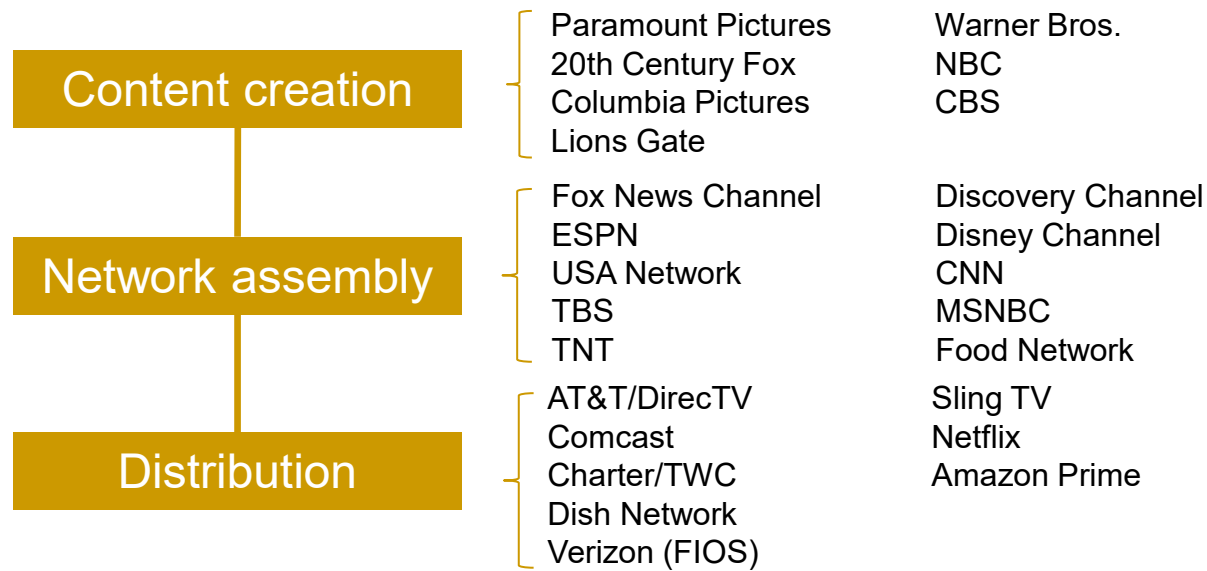 Content creation
Paramount Pictures
20th Century Fox
Columbia Pictures
Lions Gate
Warner Bros.
NBC
CBS
Network assembly
Fox News Channel
ESPN
USA Network
TBS
TNT
Discovery Channel
Disney Channel
CNN
MSNBC
Food Network
Distribution
AT&T/DirecTV
Comcast
Charter/TWC
Dish Network
Verizon (FIOS)
Sling TV
Netflix
Amazon Prime